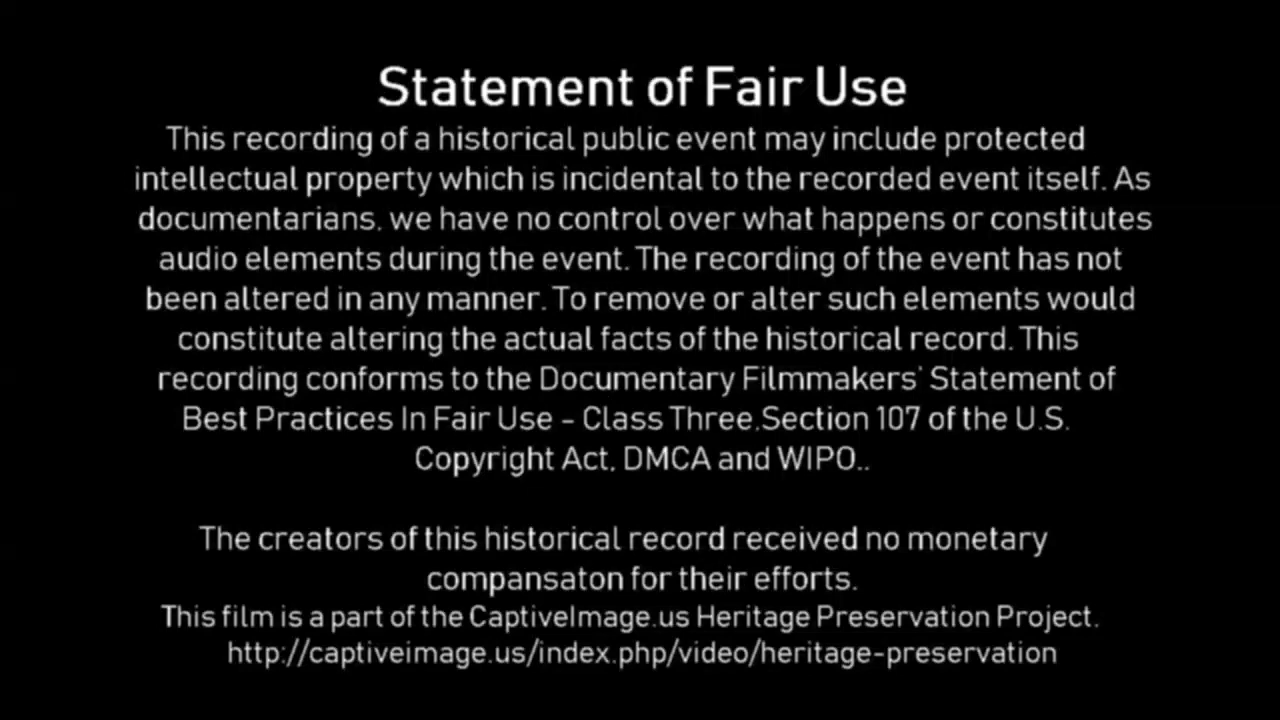 Statement of Fair Use
This recording of a historical public event may include protected
intellectual property which is incidental to the recorded event itself. As
documentarians, we have no control over what happens or constitutes
audio elements during the event. The recording of the event has not
been altered in any manner. To remove or alter such elements would
constitute altering the actual facts of the historical record. This
recording conforms to the Documentary Filmmakers' Statement of
Best Practices In Fair Use - Class Three,Section 107 of the U.S.
Copyright Act, DMCA and WIPO..
The creators of this historical record received no monetary
compansaton for their efforts.
This film is a part of the CaptiveImage.us Heritage Preservation Project.
http://captiveimage.us/index.php/video/heritage-preservation